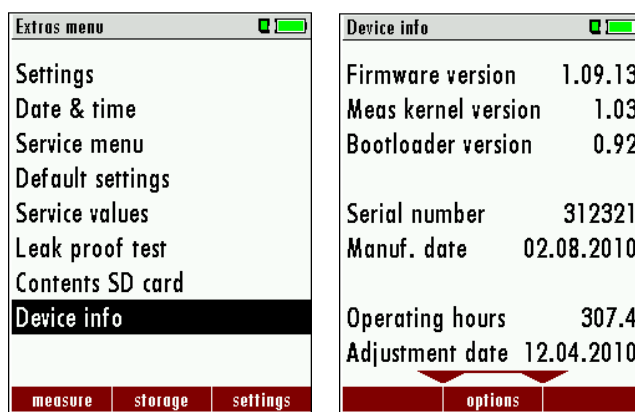 Extras menu
Settings
Date & time
Service menu
Default settings
Service values
Leak proof test
Contents SD card
Device info
measure storage settings
Device info
Firmware version 1.09.13
Meas kernel version 1.03
Bootloader version 0.92
Serial number 312321
Manuf. date 02.08.2010
Operating hours 307.4
Adjustment date 12.04.2010
options